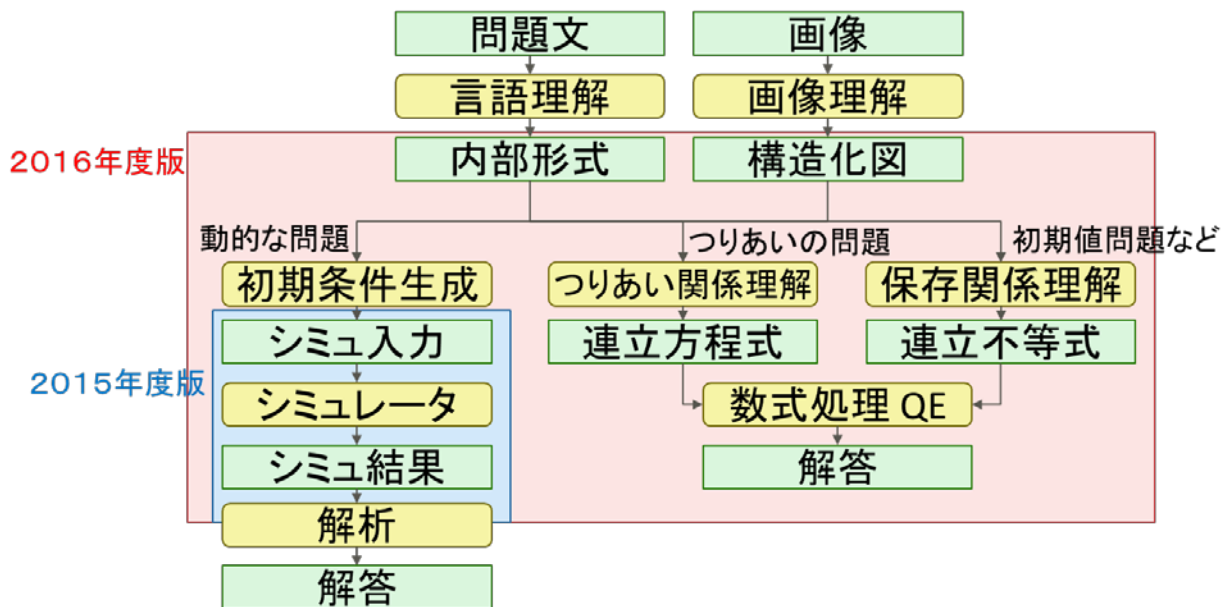 問題文
画像
言語理解
画像理解
2016年度版
内部形式
構造化図
動的な問題
つりあいの問題
初期値問題など
初期条件生成
つりあい関係理解
保存関係理解
シミュ入力
連立方程式
連立不等式
2015年度版
シミュレータ
数式処理 QE
シミュ結果
解答
解析
解答